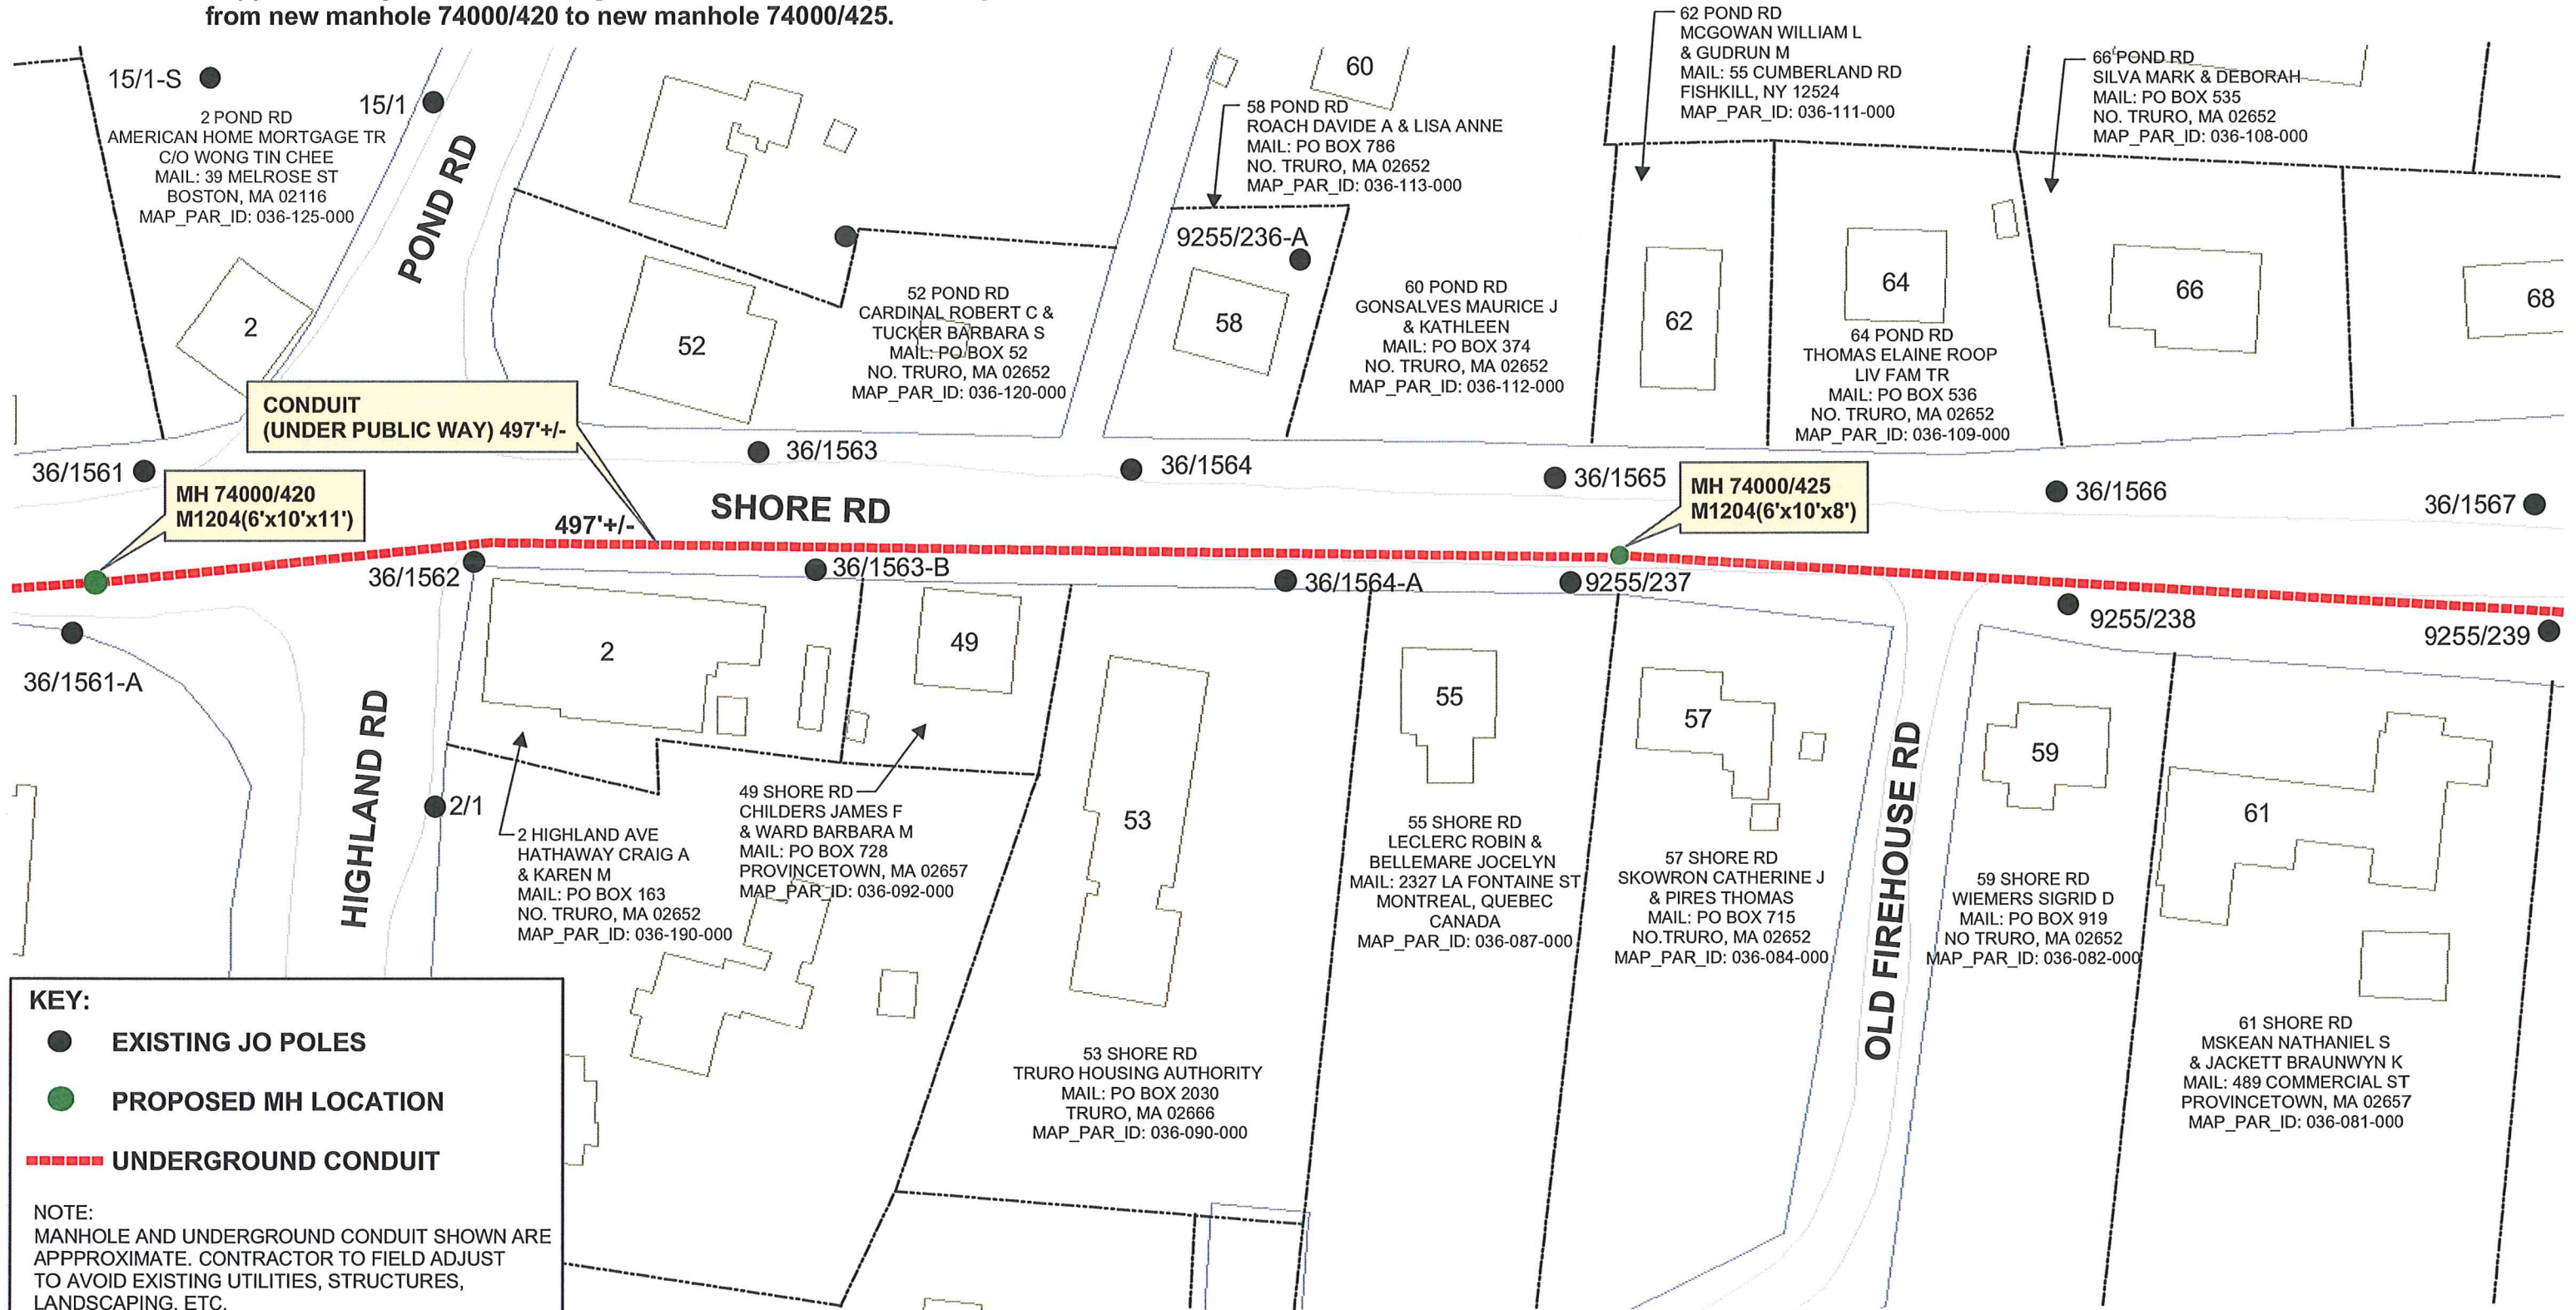 from new manhole 74000/420 to new manhole 74000/425.
15/1-S
15/1
2 POND RD
AMERICAN HOME MORTGAGE TR
C/O WONG TIN CHEE
MAIL: 39 MELROSE ST
BOSTON, MA 02116
MAP_PAR_ID: 036-125-000
POND RD
60
58 POND RD
ROACH DAVIDE A & LISA ANNE
MAIL: PO BOX 786
NO. TRURO, MA 02652
MAP_PAR_ID: 036-113-000
62 POND RD
MCGOWAN WILLIAM L
& GUDRUN M
MAIL: 55 CUMBERLAND RD
FISHKILL, NY 12524
MAP_PAR_ID: 036-111-000
66 POND RD
SILVA MARK & DEBORAH
MAIL: PO BOX 535
NO. TRURO, MA 02652
MAP_PAR_ID: 036-108-000
9255/236-A
2
52
52 POND RD
CARDINAL ROBERT C &
TUCKER BARBARA S
MAIL: PO BOX 52
NO. TRURO, MA 02652
MAP_PAR_ID: 036-120-000
58
60 POND RD
GONSALVES MAURICE J
& KATHLEEN
MAIL: PO BOX 374
NO. TRURO, MA 02652
MAP_PAR_ID: 036-112-000
62
64
64 POND RD
THOMAS ELAINE ROOP
LIV FAM TR
MAIL: PO BOX 536
NO. TRURO, MA 02652
MAP_PAR_ID: 036-109-000
66
68
CONDUIT
(UNDER PUBLIC WAY) 497'+/-
36/1561
36/1563
36/1564
36/1565
36/1566
36/1567
MH 74000/420
M1204(6'x10'x11')
MH 74000/425
M1204(6'x10'x8')
497'+/-
SHORE RD
36/1562
36/1563-B
36/1564-A
9255/237
9255/238
9255/239
36/1561-A
HIGHLAND RD
2
49
53
55
57
OLD FIREHOUSE RD
59
61
2/1
2 HIGHLAND AVE
HATHAWAY CRAIG A
& KAREN M
MAIL: PO BOX 163
NO. TRURO, MA 02652
MAP_PAR_ID: 036-190-000
49 SHORE RD
CHILDERS JAMES F
& WARD BARBARA M
MAIL: PO BOX 728
PROVINCETOWN, MA 02657
MAP_PAR_ID: 036-092-000
53 SHORE RD
TRURO HOUSING AUTHORITY
MAIL: PO BOX 2030
TRURO, MA 02666
MAP_PAR_ID: 036-090-000
55 SHORE RD
LECLERC ROBIN &
BELLEMARE JOCELYN
MAIL: 2327 LA FONTAINE ST
MONTREAL, QUEBEC
CANADA
MAP_PAR_ID: 036-087-000
57 SHORE RD
SKOWRON CATHERINE J
& PIRES THOMAS
MAIL: PO BOX 715
NO.TRURO, MA 02652
MAP_PAR_ID: 036-084-000
59 SHORE RD
WIEMERS SIGRID D
MAIL: PO BOX 919
NO TRURO, MA 02652
MAP_PAR_ID: 036-082-000
61 SHORE RD
MSKEAN NATHANIEL S
& JACKETT BRAUNWYN K
MAIL: 489 COMMERCIAL ST
PROVINCETOWN, MA 02657
MAP_PAR_ID: 036-081-000
KEY:
EXISTING JO POLES
PROPOSED MH LOCATION
UNDERGROUND CONDUIT
NOTE:
MANHOLE AND UNDERGROUND CONDUIT SHOWN ARE
APPPROXIMATE. CONTRACTOR TO FIELD ADJUST
TO AVOID EXISTING UTILITIES, STRUCTURES,
LANDSCAPING, ETC.